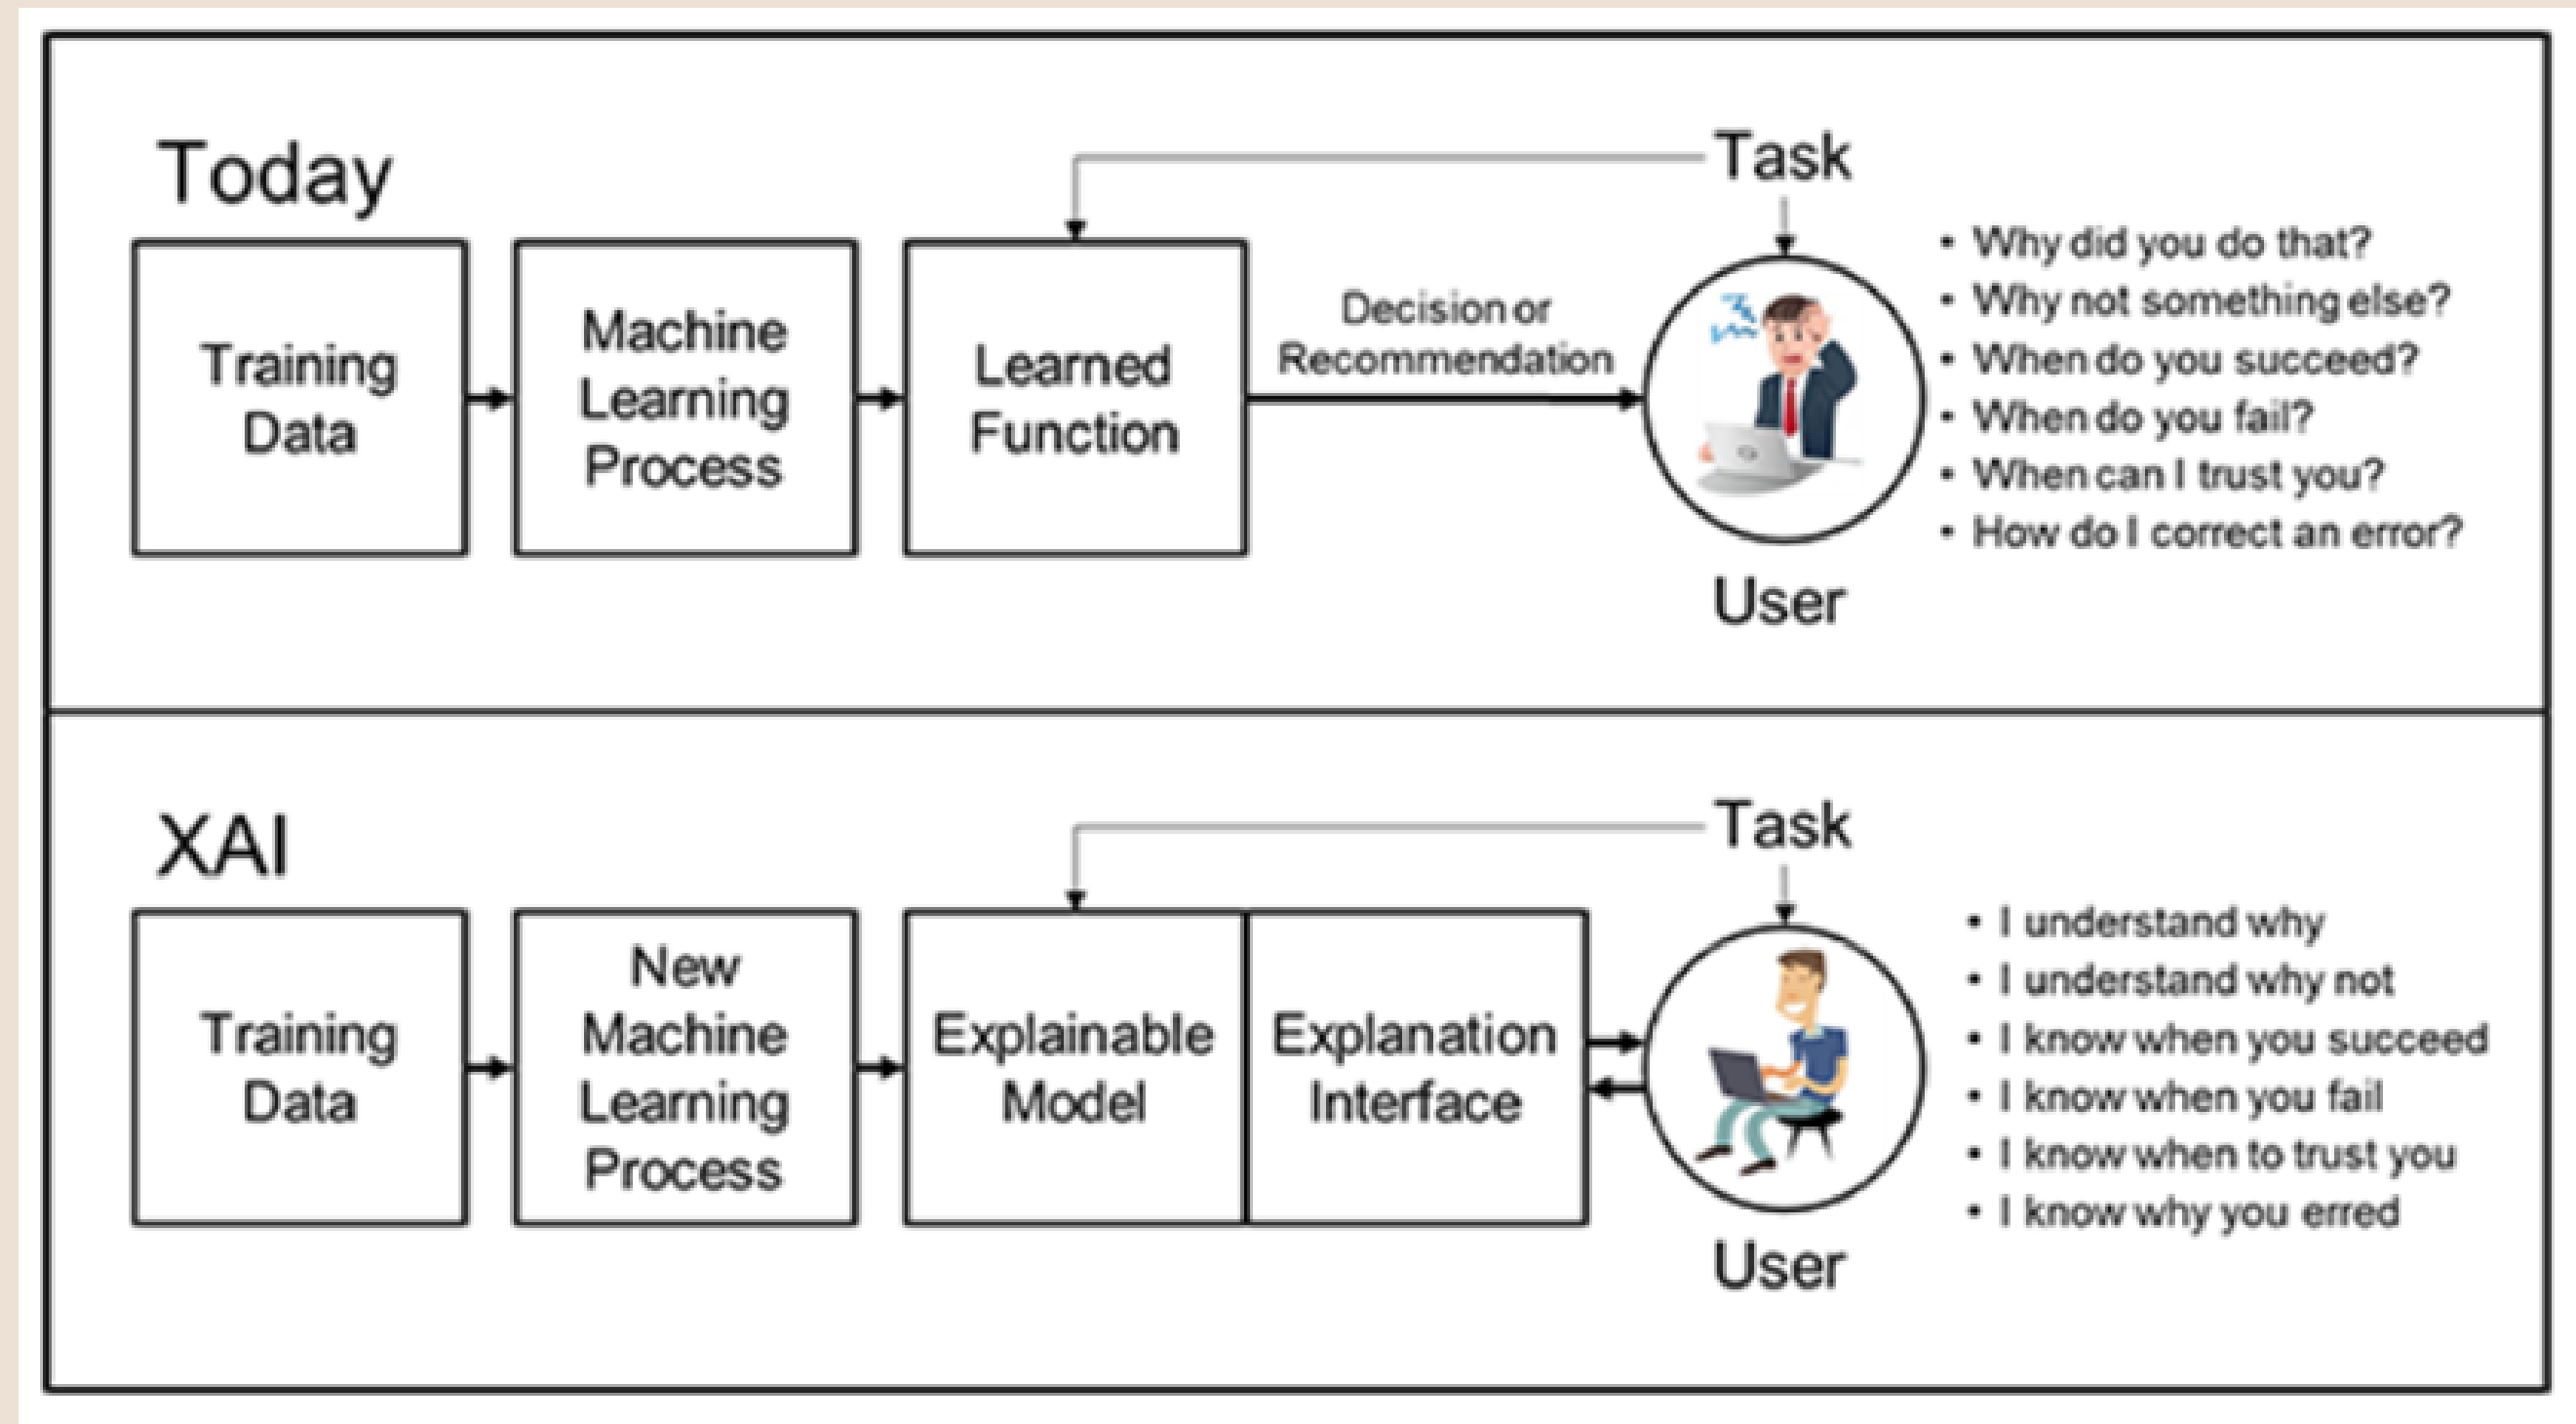 Today
Task
Training
Data
Machine
Learning
Process
Learned
Function
Decision or
Recommendation
• Why did you do that?
• Why not something else?
• When do you succeed?
• When do you fail?
• When can I trust you?
• How do I correct an error?
User
XAI
Task
Training
Data
New
Machine
Learning
Process
Explainable
Model
Explanation
Interface
• I understand why
• I understand why not
• I know when you succeed
• I know when you fail
• I know when to trust you
• I know why you erred
User